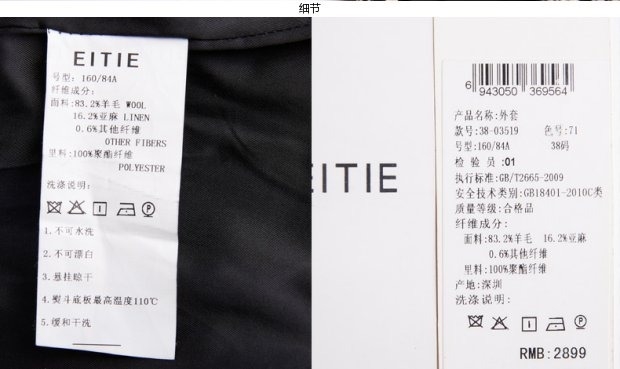 细节
EITIE
号型：160/84A
纤维成分：
面料:83.2%羊毛 WOOL
16.2%亚麻 LINEN
0.6%其他纤维
OTHER FIBERS
里料:100%聚酯纤维
POLYESTER
洗涤说明：
1.不可水洗
2.不可漂白
3.悬挂晾干
4.熨斗底板最高温度110℃
5.缓和干洗
EITIE
6 943050 369564
产品名称:外套
款号:38-03519 色号:71
号型:160/84A 38码
检验员:01
执行标准:GB/T2665-2009
安全技术类别:GB18401-2010C类
质量等级:合格品
纤维成分:
面料:83.2%羊毛 16.2%亚麻
0.6%其他纤维
里料:100%聚酯纤维
产地:深圳
洗涤说明:
RMB:2899